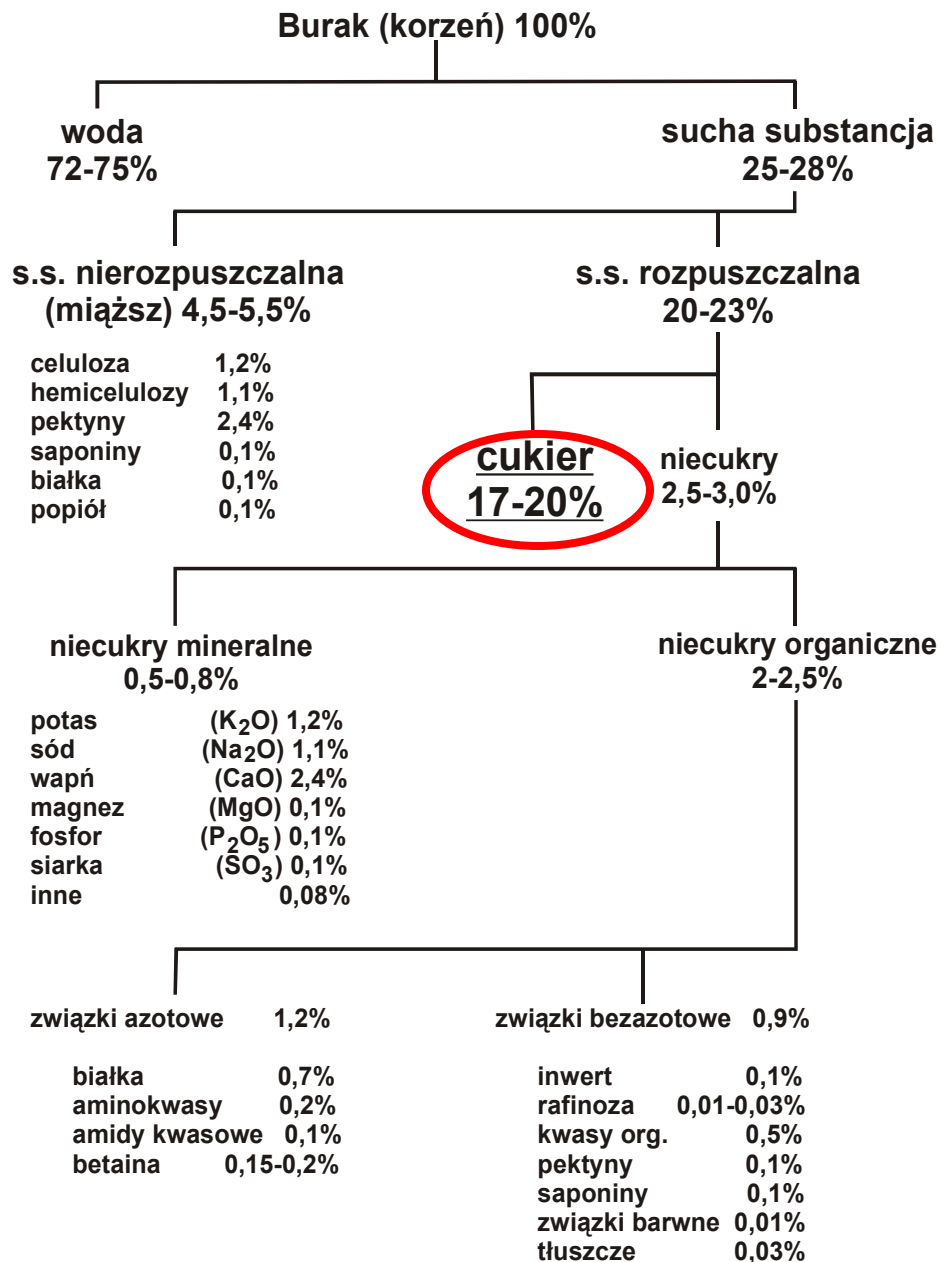 Burak (korzeń) 100%
woda
72-75%
sucha substancja
25-28%
s.s. nierozpuszczalna
(miąższ) 4,5-5,5%
s.s. rozpuszczalna
20-23%
celuloza 1,2%
hemicelulozy 1,1%
pektyny 2,4%
saponiny 0,1%
białka 0,1%
popiół 0,1%
cukier
17-20%
niecukry
2,5-3,0%
niecukry mineralne
0,5-0,8%
niecukry organiczne
2-2,5%
potas (K₂O) 1,2%
sód (Na₂O) 1,1%
wapń (CaO) 2,4%
magnez (MgO) 0,1%
fosfor (P₂O₅) 0,1%
siarka (SO₃) 0,1%
inne 0,08%
związki azotowe 1,2%
białka 0,7%
aminokwasy 0,2%
amidy kwasowe 0,1%
betaina 0,15-0,2%
związki bezazotowe 0,9%
inwert 0,1%
rafinoza 0,01-0,03%
kwasy org. 0,5%
pektyny 0,1%
saponiny 0,1%
związki barwne 0,01%
tłuszcze 0,03%